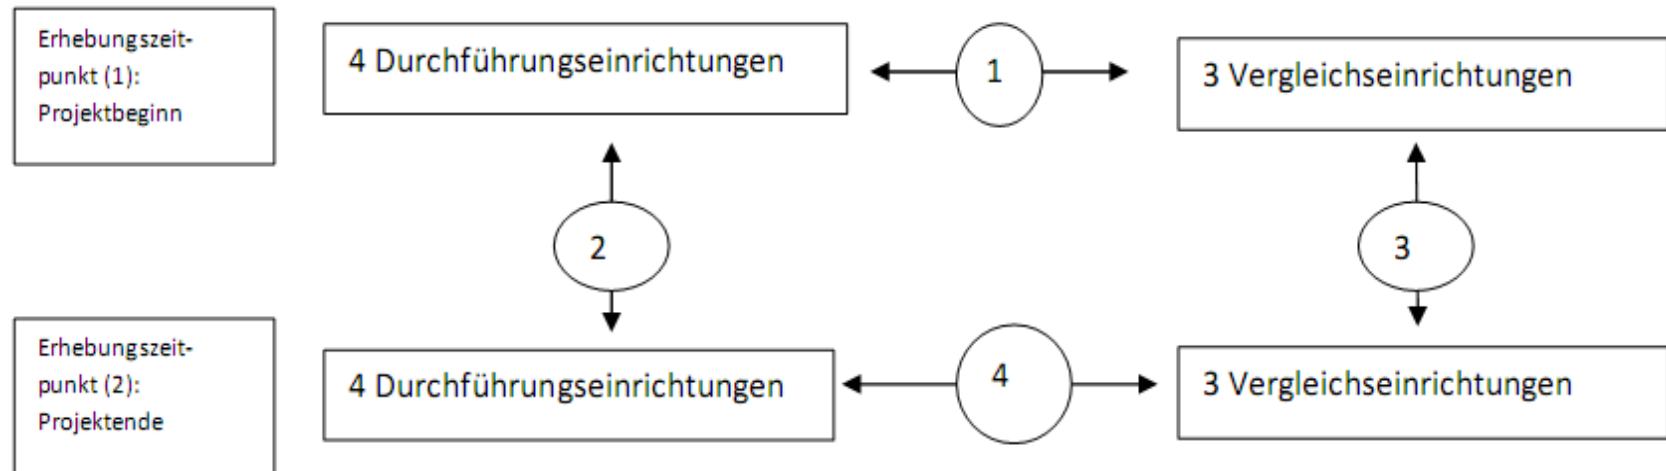 Erhebungszeit-
punkt (1):
Projektbeginn
4 Durchführungseinrichtungen
1
3 Vergleichseinrichtungen
2
3
Erhebungszeit-
punkt (2):
Projektende
4 Durchführungseinrichtungen
4
3 Vergleichseinrichtungen